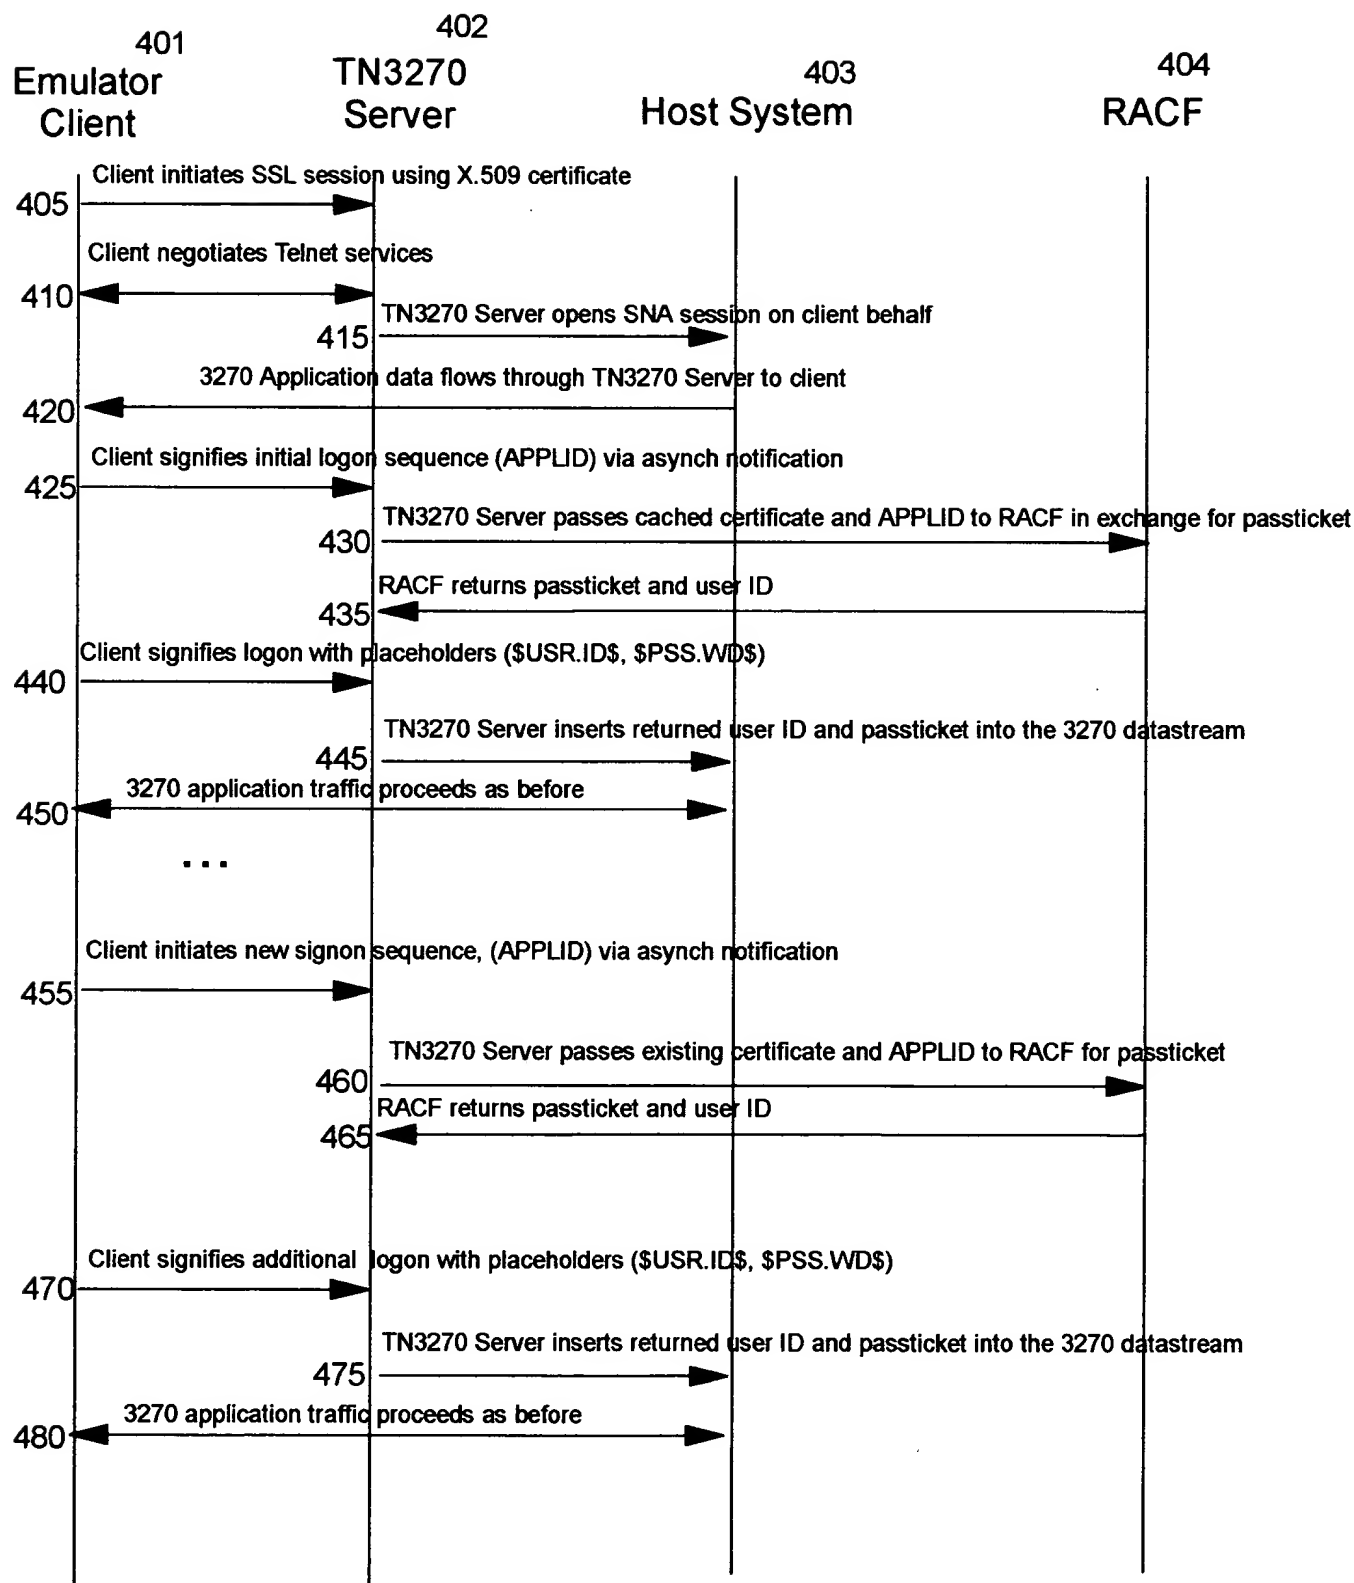 401
Emulator
Client
402
TN3270
Server
403
Host System
404
RACF
Client initiates SSL session using X.509 certificate
405
Client negotiates Telnet services
410
TN3270 Server opens SNA session on client behalf
415
3270 Application data flows through TN3270 Server to client
420
Client signifies initial logon sequence (APPLID) via asynch notification
425
TN3270 Server passes cached certificate and APPLID to RACF in exchange for passticket
430
RACF returns passticket and user ID
435
Client signifies logon with placeholders ($USR.ID$, $PSS.WD$)
440
TN3270 Server inserts returned user ID and passticket into the 3270 datastream
445
3270 application traffic proceeds as before
450
...
Client initiates new signon sequence, (APPLID) via asynch notification
455
TN3270 Server passes existing certificate and APPLID to RACF for passticket
460
RACF returns passticket and user ID
465
Client signifies additional logon with placeholders ($USR.ID$, $PSS.WD$)
470
TN3270 Server inserts returned user ID and passticket into the 3270 datastream
475
3270 application traffic proceeds as before
480